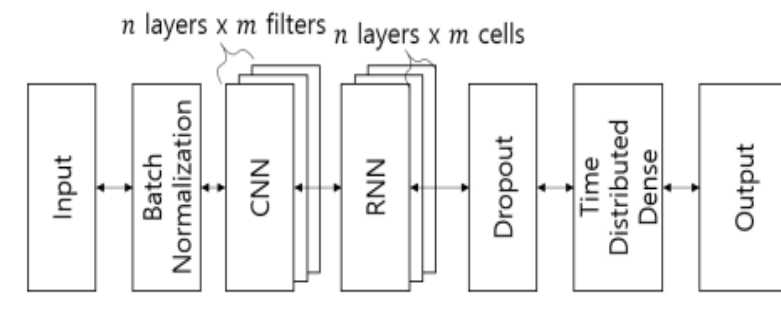 n layers x m filters
n layers x m cells
Input
Batch
Normalization
CNN
RNN
Dropout
Time
Distributed
Dense
Output